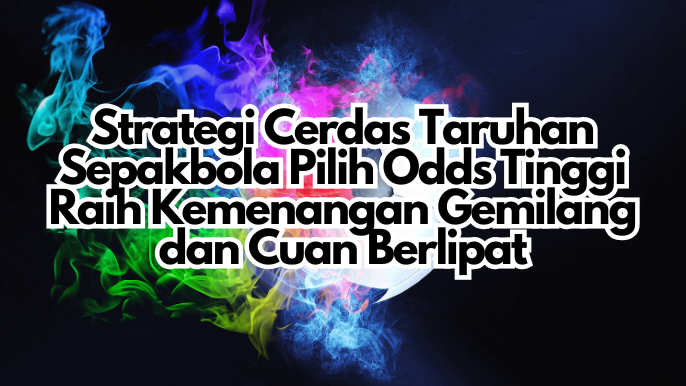 Strategi Cerdas Taruhan
Sepakbola Pilih Odds Tinggi
Raih Kemenangan Gemilang
dan Cuan Berlipat